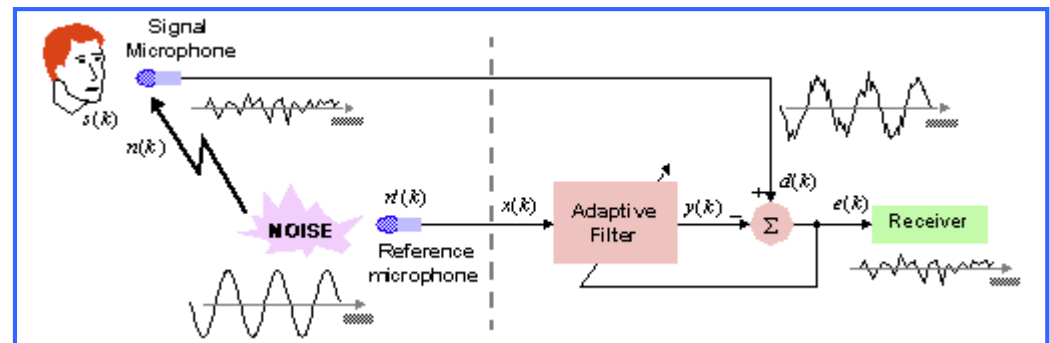 Signal
Microphone
s(k)
n(k)
NOISE
n'(k)
Reference
microphone
x(k)
Adaptive
Filter
y(k)
–
+
d(k)
Σ
e(k)
Receiver